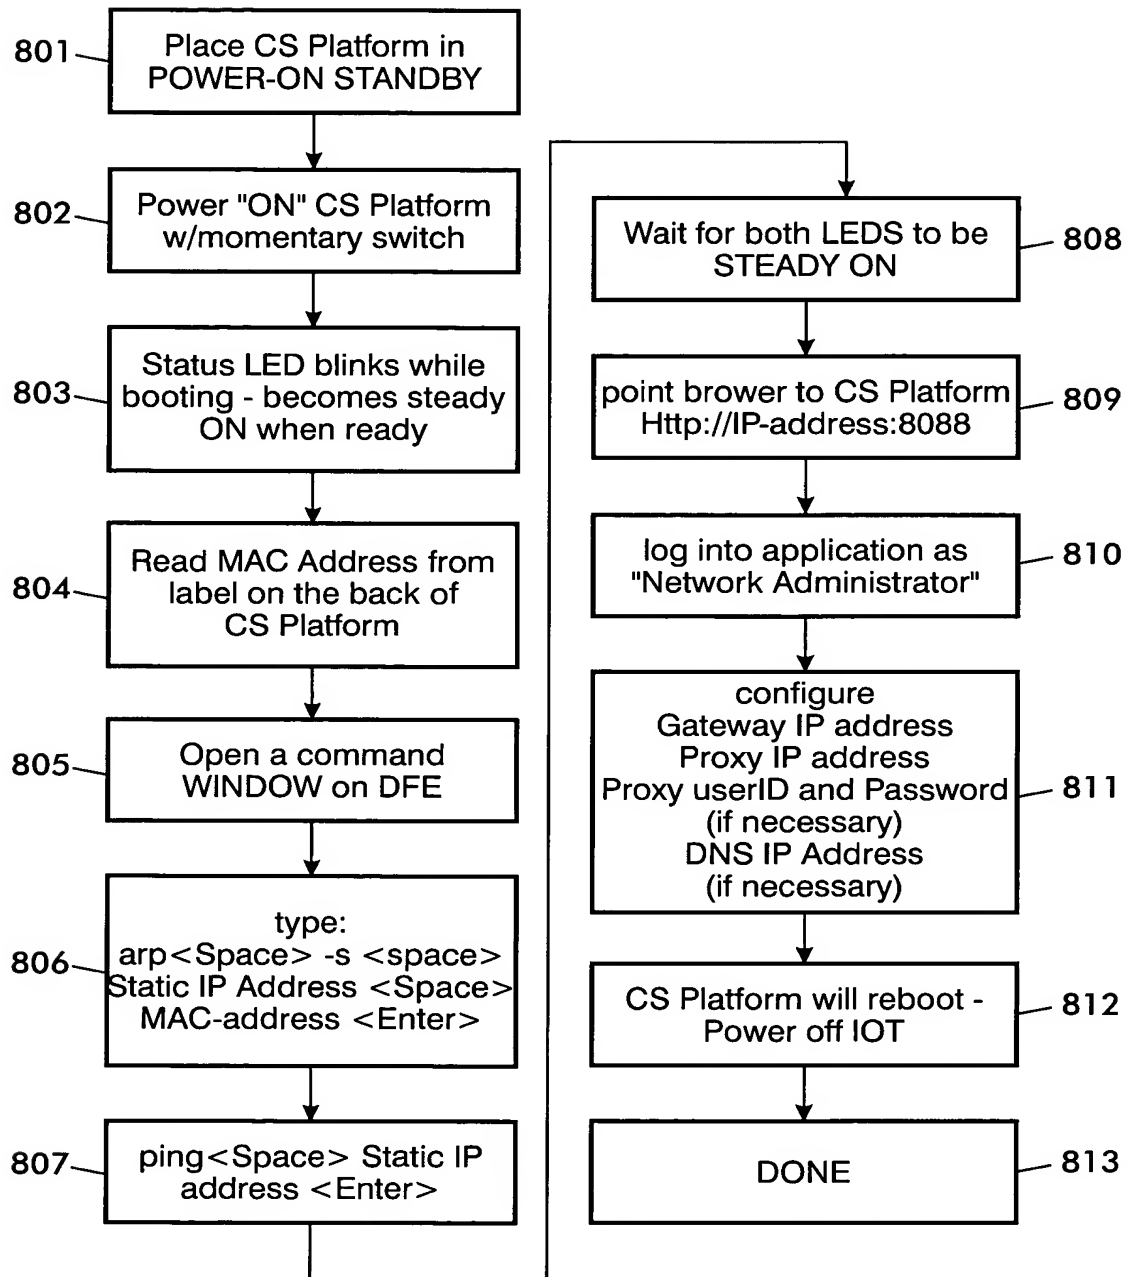 801
Place CS Platform in
POWER-ON STANDBY
802
Power "ON" CS Platform
w/momentary switch
803
Status LED blinks while
booting - becomes steady
ON when ready
804
Read MAC Address from
label on the back of
CS Platform
805
Open a command
WINDOW on DFE
806
type:
arp<Space> -s <space>
Static IP Address <Space>
MAC-address <Enter>
807
ping<Space> Static IP
address <Enter>
Wait for both LEDS to be
STEADY ON
808
point brower to CS Platform
Http://IP-address:8088
809
log into application as
"Network Administrator"
810
configure
Gateway IP address
Proxy IP address
Proxy userID and Password
(if necessary)
DNS IP Address
(if necessary)
811
CS Platform will reboot -
Power off IOT
812
DONE
813